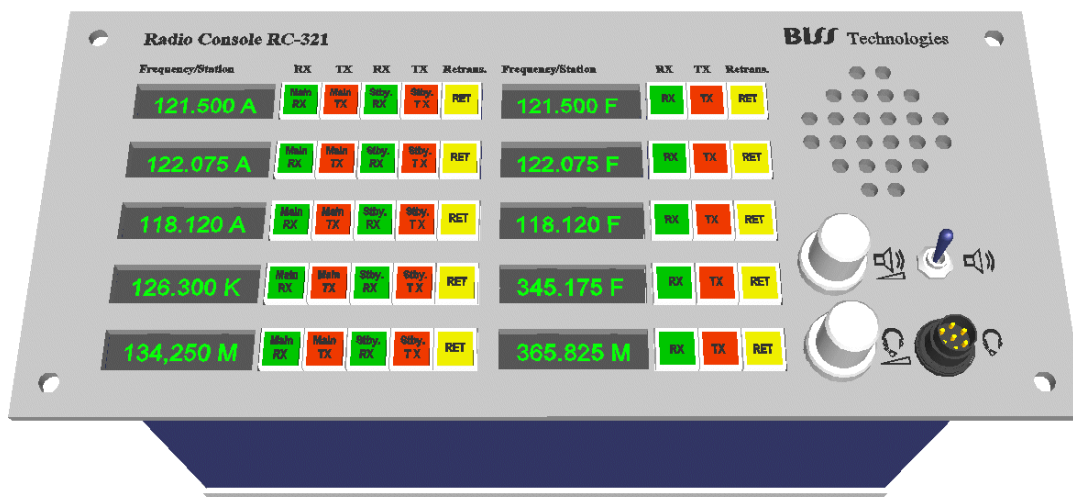 Radio Console RC-321 BISS Technologies
Frequency/Station RX TX RX TX Retrans. Frequency/Station RX TX Retrans.
121.500 A Main RX Main TX Stby. RX Stby. TX RET 121.500 F RX TX RET
122.075 A Main RX Main TX Stby. RX Stby. TX RET 122.075 F RX TX RET
118.120 A Main RX Main TX Stby. RX Stby. TX RET 118.120 F RX TX RET
126.300 K Main RX Main TX Stby. RX Stby. TX RET 345.175 F RX TX RET
134,250 M Main RX Main TX Stby. RX Stby. TX RET 365.825 M RX TX RET